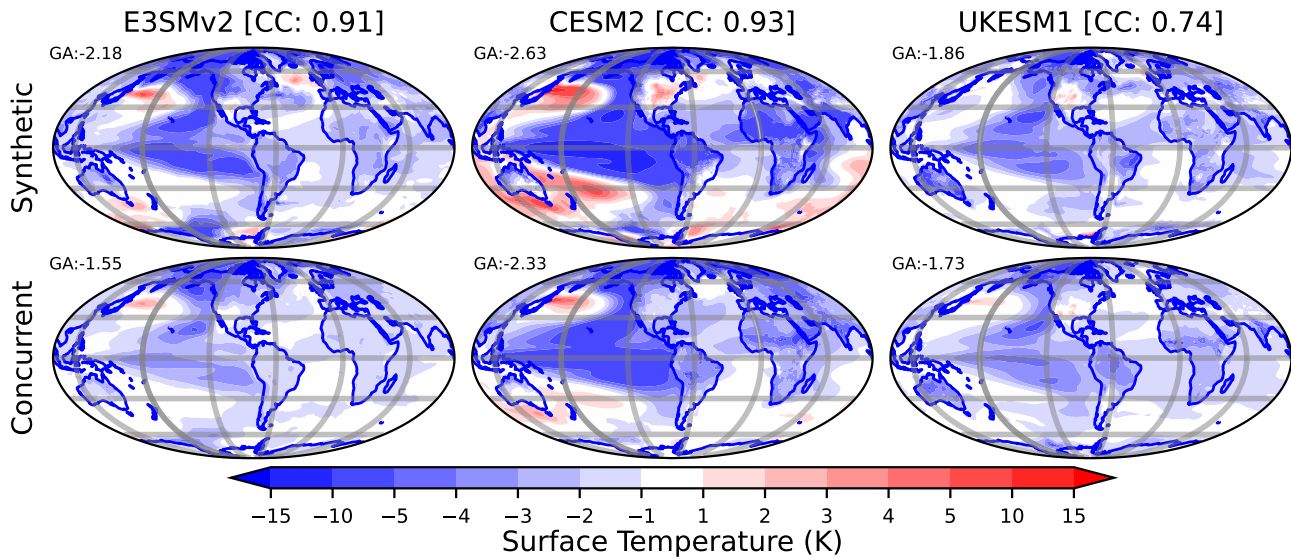 E3SMv2 [CC: 0.91] CESM2 [CC: 0.93] UKESM1 [CC: 0.74]
GA:-2.18 GA:-2.63 GA:-1.86
Synthetic
GA:-1.55 GA:-2.33 GA:-1.73
Concurrent
−15 −10 −5 −4 −3 −2 −1 1 2 3 4 5 10 15
Surface Temperature (K)